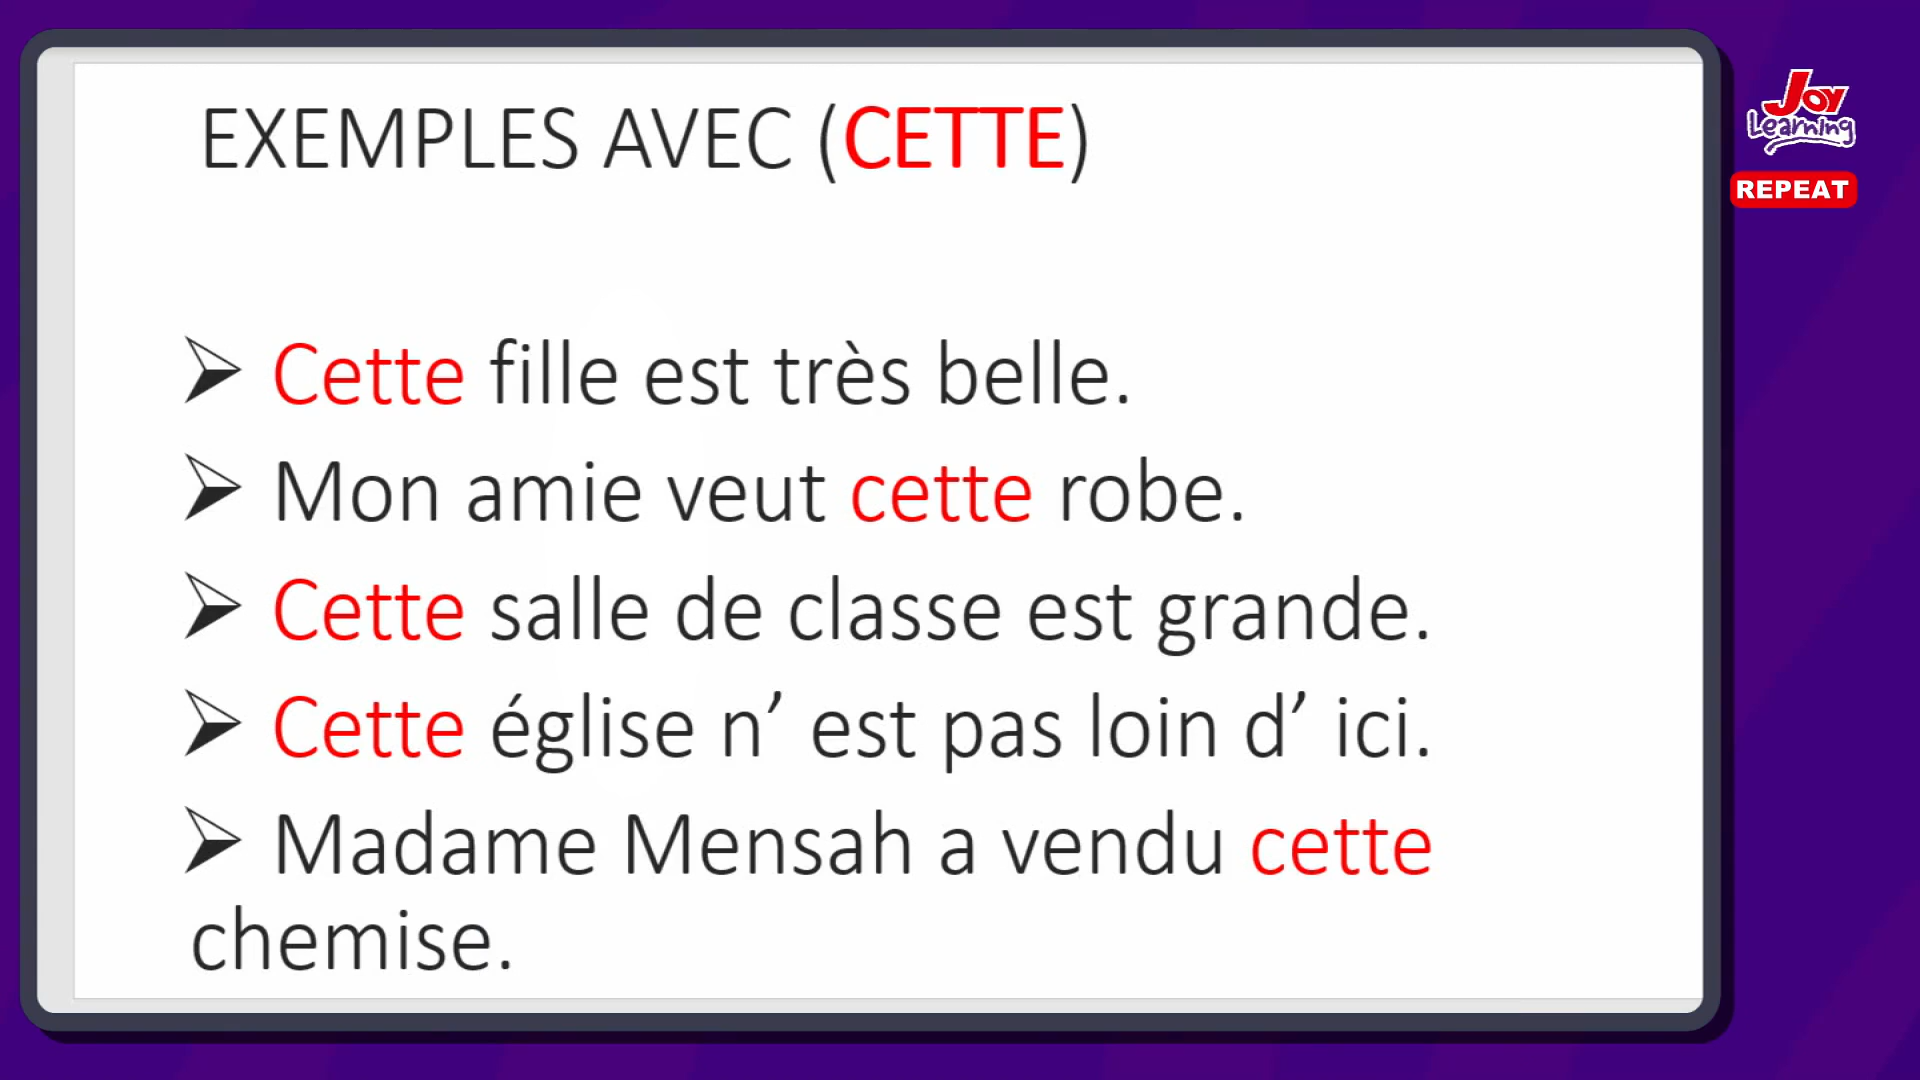 EXEMPLES AVEC (CETTE)
Joy
Learning
REPEAT
➢ Cette fille est très belle.
➢ Mon amie veut cette robe.
➢ Cette salle de classe est grande.
➢ Cette église n’ est pas loin d’ ici.
➢ Madame Mensah a vendu cette
chemise.